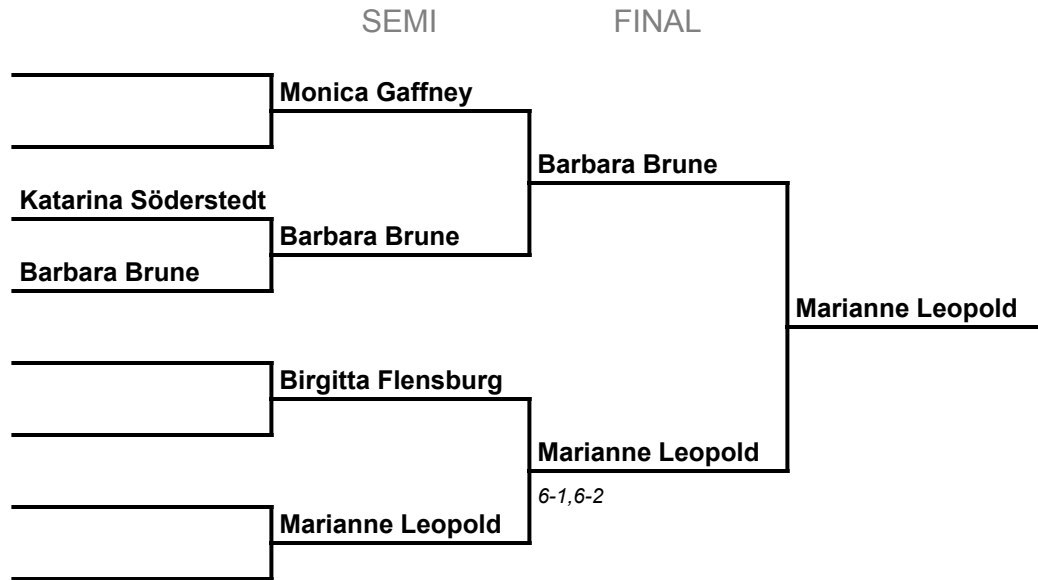 SEMI
FINAL
Monica Gaffney
Barbara Brune
Katarina Söderstedt
Barbara Brune
Barbara Brune
Marianne Leopold
Birgitta Flensburg
Marianne Leopold
6-1,6-2
Marianne Leopold